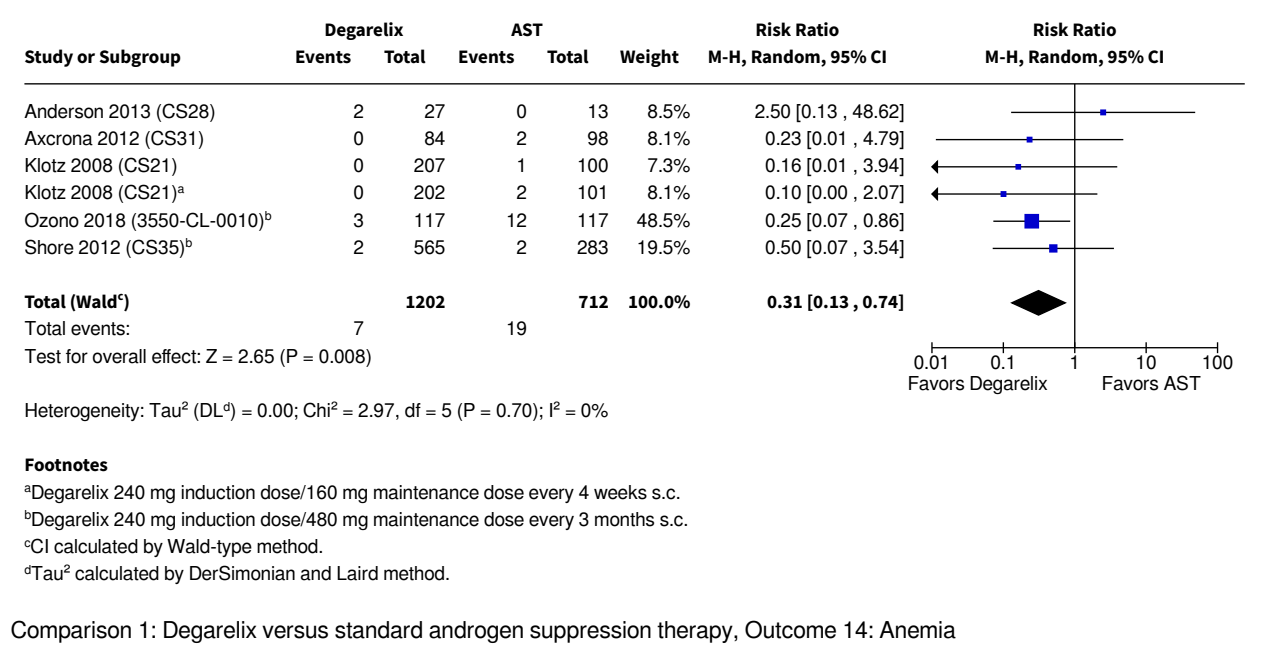 Degarelix AST Risk Ratio Risk Ratio
Study or Subgroup Events Total Events Total Weight M-H, Random, 95% CI M-H, Random, 95% CI
Anderson 2013 (CS28) 2 27 0 13 8.5% 2.50 [0.13 , 48.62]
Axcrona 2012 (CS31) 0 84 2 98 8.1% 0.23 [0.01 , 4.79]
Klotz 2008 (CS21) 0 207 1 100 7.3% 0.16 [0.01 , 3.94]
Klotz 2008 (CS21)ᵃ 0 202 2 101 8.1% 0.10 [0.00 , 2.07]
Ozono 2018 (3550-CL-0010)ᵇ 3 117 12 117 48.5% 0.25 [0.07 , 0.86]
Shore 2012 (CS35)ᵇ 2 565 2 283 19.5% 0.50 [0.07 , 3.54]
Total (Waldᶜ) 1202 712 100.0% 0.31 [0.13 , 0.74]
Total events: 7 19
Test for overall effect: Z = 2.65 (P = 0.008)
0.01 0.1 1 10 100
Favors Degarelix Favors AST
Heterogeneity: Tau² (DLᵈ) = 0.00; Chi² = 2.97, df = 5 (P = 0.70); I² = 0%
Footnotes
ᵃDegarelix 240 mg induction dose/160 mg maintenance dose every 4 weeks s.c.
ᵇDegarelix 240 mg induction dose/480 mg maintenance dose every 3 months s.c.
ᶜCI calculated by Wald-type method.
ᵈTau² calculated by DerSimonian and Laird method.
Comparison 1: Degarelix versus standard androgen suppression therapy, Outcome 14: Anemia